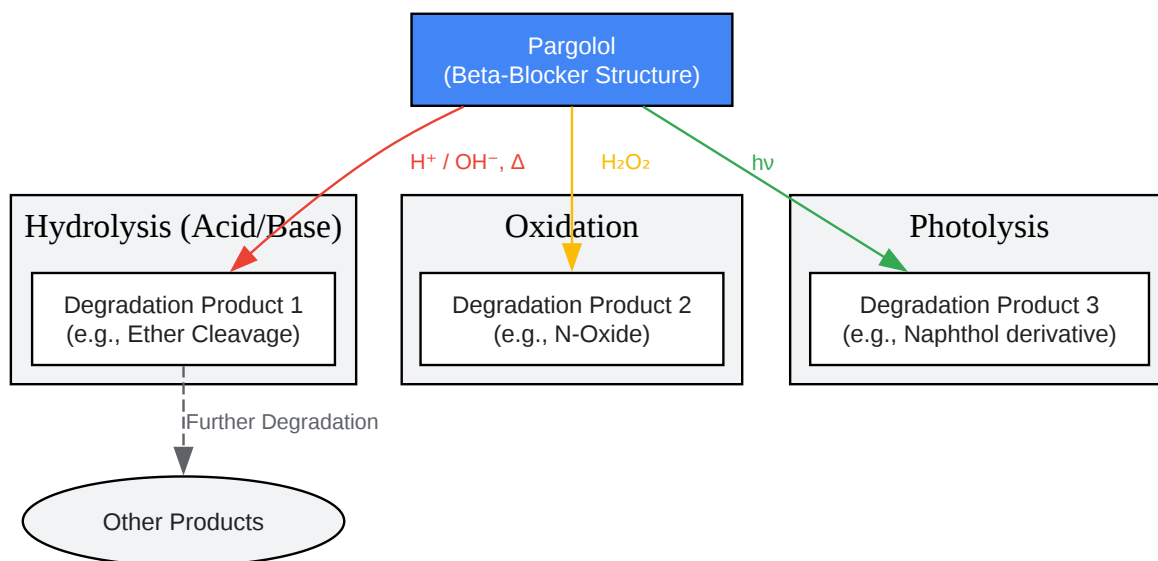 Pargolol
(Beta-Blocker Structure)
H⁺ / OH⁻, Δ
H₂O₂
hν
Hydrolysis (Acid/Base)
Oxidation
Photolysis
Degradation Product 1
(e.g., Ether Cleavage)
Degradation Product 2
(e.g., N-Oxide)
Degradation Product 3
(e.g., Naphthol derivative)
Further Degradation
Other Products